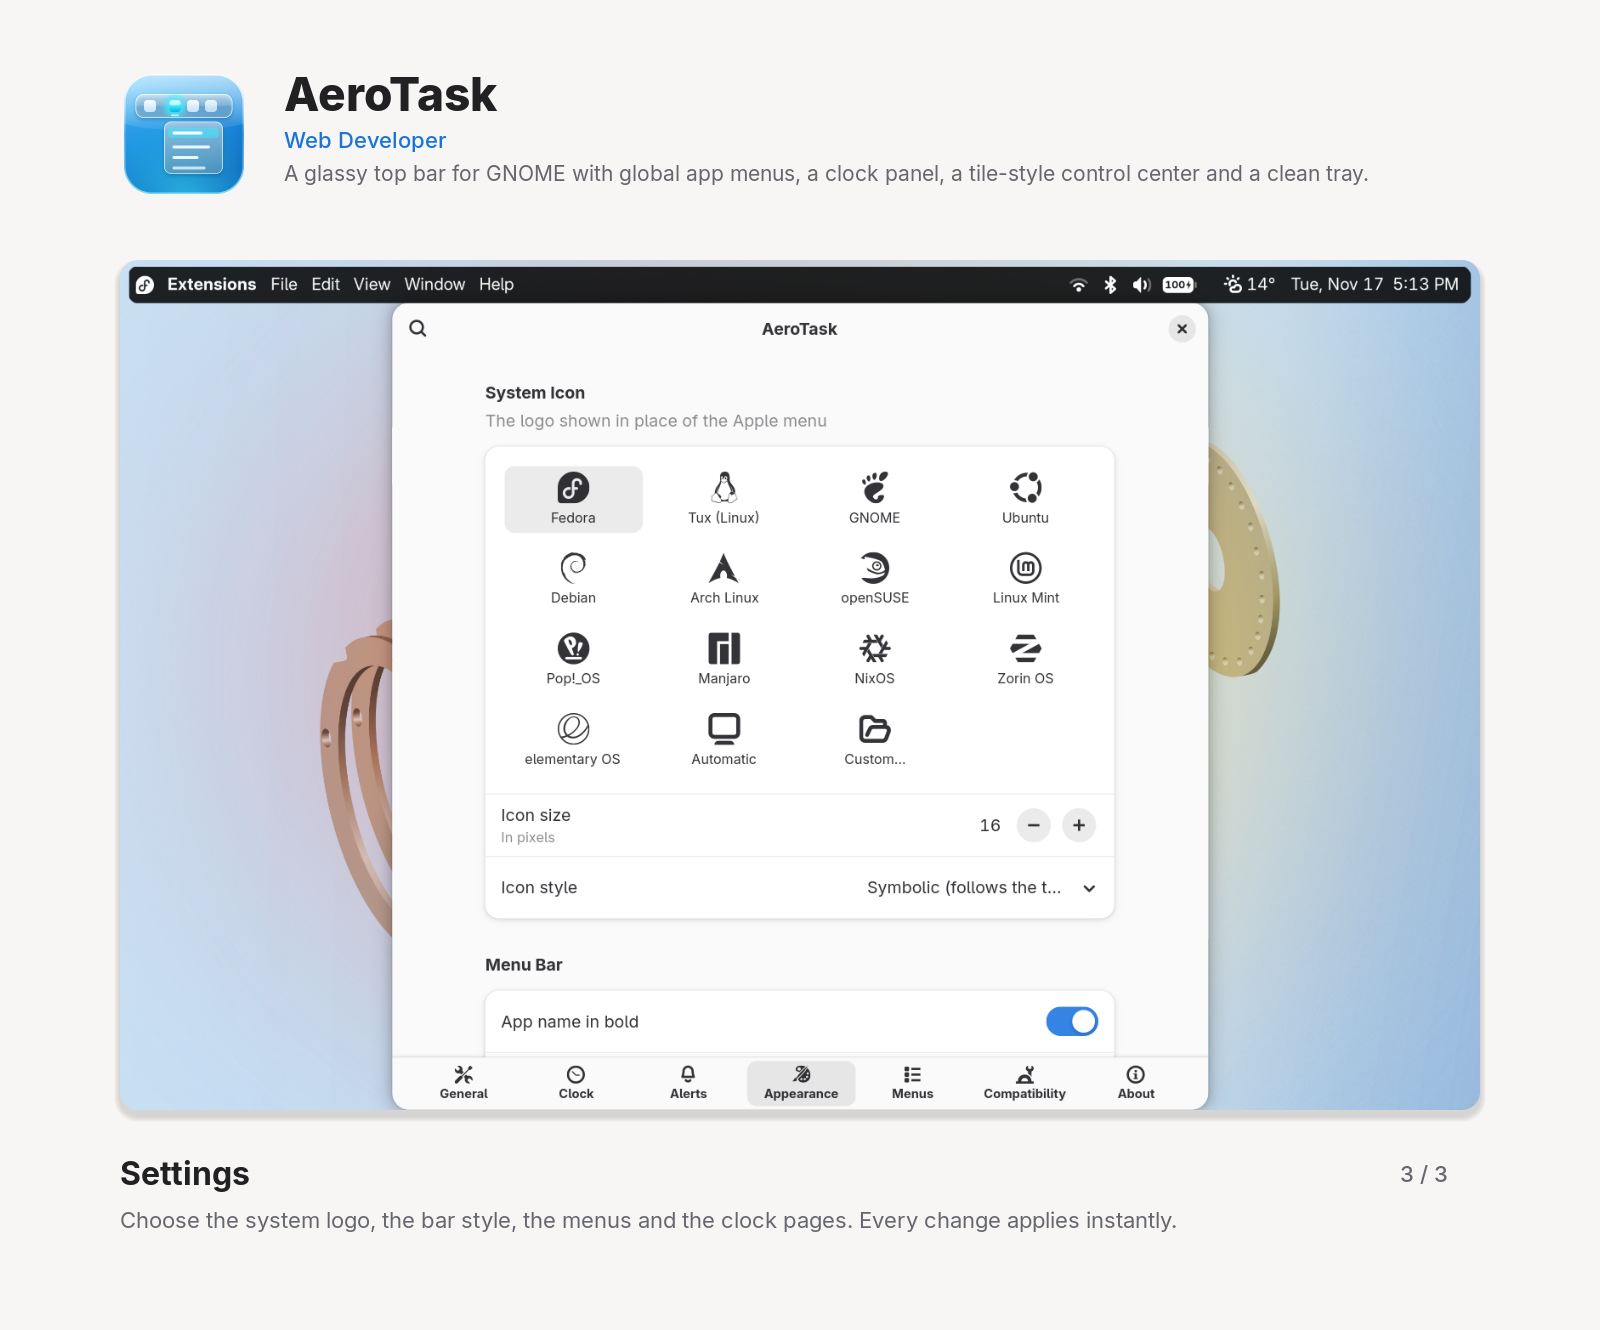 AeroTask
Web Developer
A glassy top bar for GNOME with global app menus, a clock panel, a tile-style control center and a clean tray.
Extensions File Edit View Window Help 100 14° Tue, Nov 17 5:13 PM
AeroTask
System Icon
The logo shown in place of the Apple menu
Fedora Tux (Linux) GNOME Ubuntu
Debian Arch Linux openSUSE Linux Mint
Pop!_OS Manjaro NixOS Zorin OS
elementary OS Automatic Custom...
Icon size 16
In pixels
Icon style Symbolic (follows the t...
Menu Bar
App name in bold
General Clock Alerts Appearance Menus Compatibility About
Settings 3 / 3
Choose the system logo, the bar style, the menus and the clock pages. Every change applies instantly.